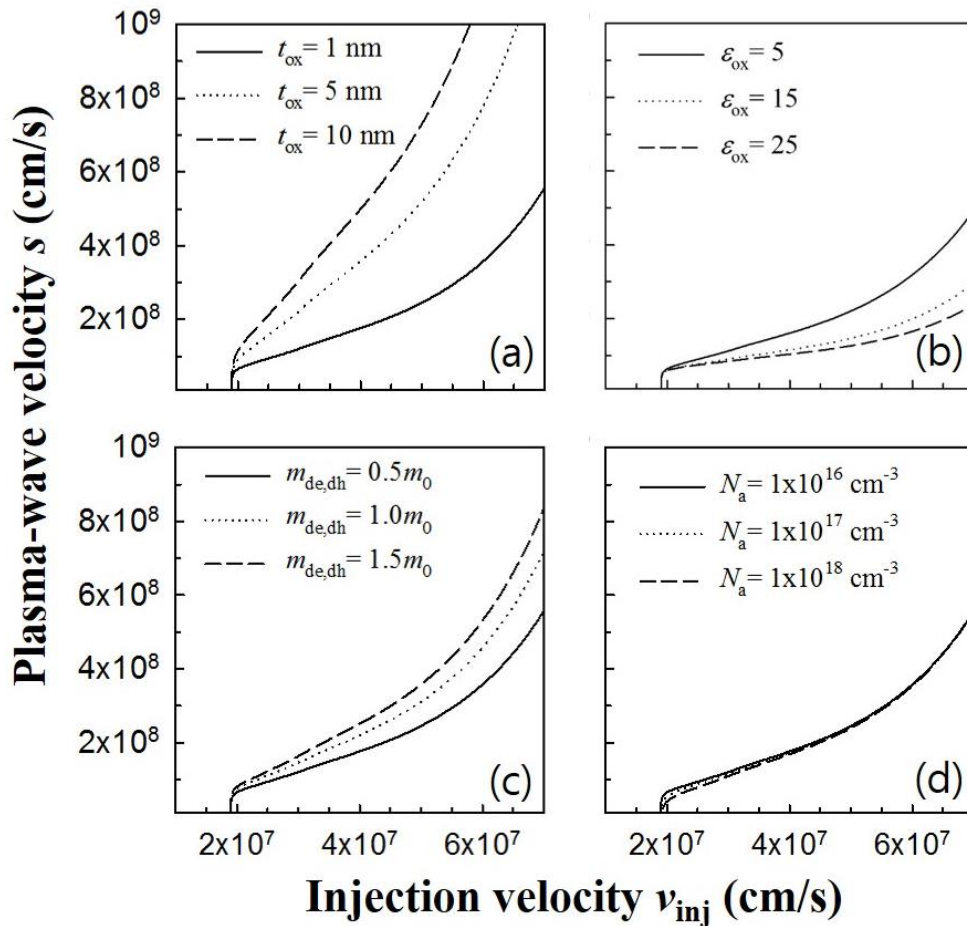 Plasma-wave velocity s (cm/s)
10⁹
8x10⁸
6x10⁸
4x10⁸
2x10⁸
t_ox= 1 nm
t_ox= 5 nm
t_ox= 10 nm
(a)
ε_ox= 5
ε_ox= 15
ε_ox= 25
(b)
10⁹
8x10⁸
6x10⁸
4x10⁸
2x10⁸
m_de,dh= 0.5m₀
m_de,dh= 1.0m₀
m_de,dh= 1.5m₀
(c)
N_a= 1x10¹⁶ cm⁻³
N_a= 1x10¹⁷ cm⁻³
N_a= 1x10¹⁸ cm⁻³
(d)
2x10⁷ 4x10⁷ 6x10⁷ 2x10⁷ 4x10⁷ 6x10⁷
Injection velocity v_inj (cm/s)